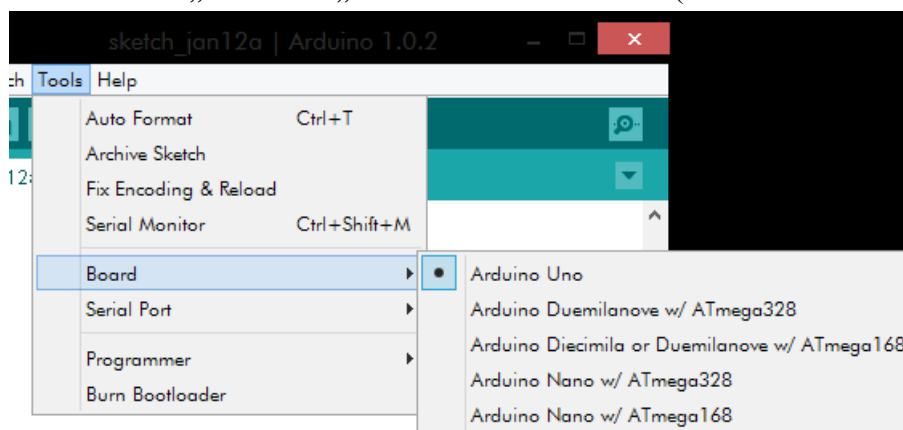 sketch_jan12a | Arduino 1.0.2
Tools Help
Auto Format Ctrl+T
Archive Sketch
Fix Encoding & Reload
Serial Monitor Ctrl+Shift+M
Board
Serial Port
Programmer
Burn Bootloader
Arduino Uno
Arduino Duemilanove w/ ATmega328
Arduino Diecimila or Duemilanove w/ ATmega168
Arduino Nano w/ ATmega328
Arduino Nano w/ ATmega168